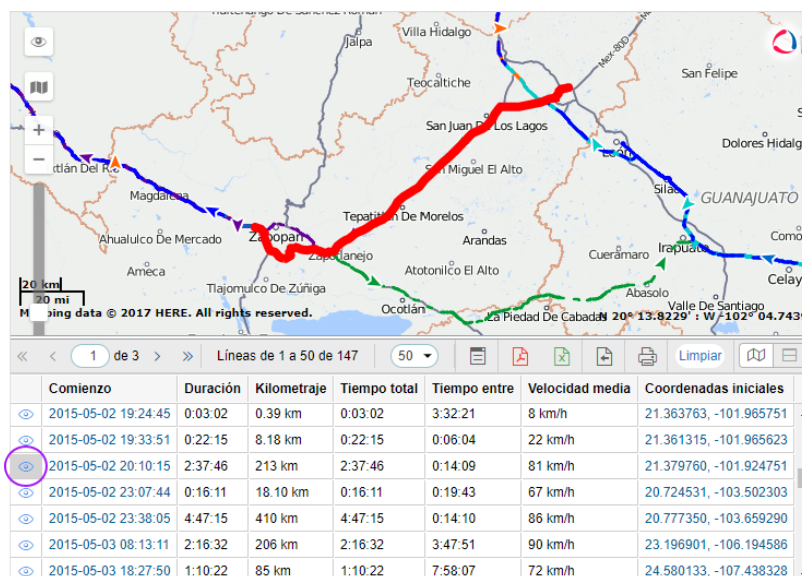 Jalpa
Villa Hidalgo
Mex-80D
San Felipe
Teocaltiche
San Juan De Los Lagos
Dolores Hidalg
León
San Miguel El Alto
Silao
GUANAJUATO
Magdalena
Tepatitlán De Morelos
Zapopan
Ahualulco De Mercado
Arandas
Irapuato
Como
Zapotlanejo
Cuerámaro
Ameca
Atotonilco El Alto
Celay
Tlajomulco De Zúñiga
Abasolo
20 km
20 mi
Ocotlán
Valle De Santiago
La Piedad De Cabadas
Mapping data © 2017 HERE. All rights reserved.
N 20° 13.8229' : W -102° 04.7439
1 de 3
Líneas de 1 a 50 de 147
50
Limpiar
Comienzo Duración Kilometraje Tiempo total Tiempo entre Velocidad media Coordenadas iniciales
2015-05-02 19:24:45 0:03:02 0.39 km 0:03:02 3:32:21 8 km/h 21.363763, -101.965751
2015-05-02 19:33:51 0:22:15 8.18 km 0:22:15 0:06:04 22 km/h 21.361315, -101.965623
2015-05-02 20:10:15 2:37:46 213 km 2:37:46 0:14:09 81 km/h 21.379760, -101.924751
2015-05-02 23:07:44 0:16:11 18.10 km 0:16:11 0:19:43 67 km/h 20.724531, -103.502303
2015-05-02 23:38:05 4:47:15 410 km 4:47:15 0:14:10 86 km/h 20.777350, -103.659290
2015-05-03 08:13:11 2:16:32 206 km 2:16:32 3:47:51 90 km/h 23.196901, -106.194586
2015-05-03 18:27:50 1:10:22 85 km 1:10:22 7:58:07 72 km/h 24.580133, -107.438328